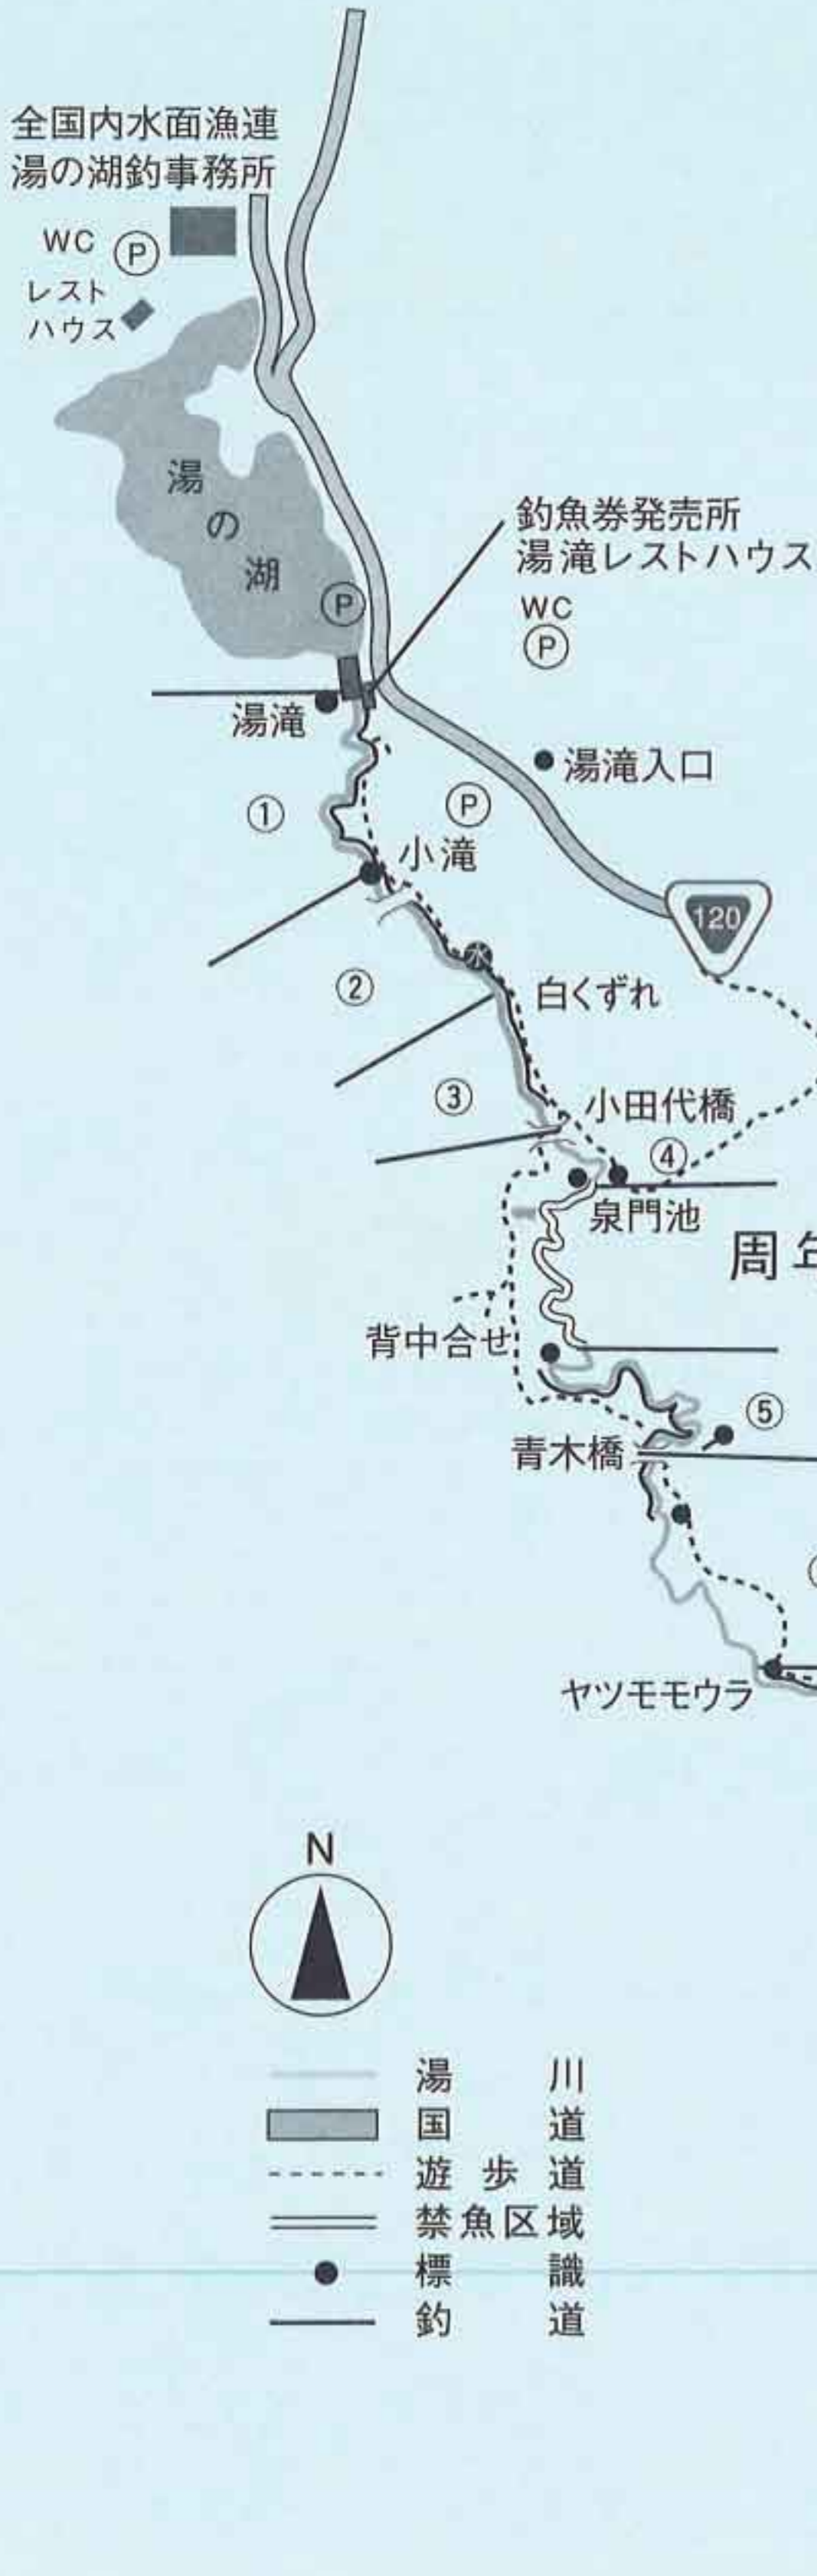 全国内水面漁連
湯の湖釣事務所
WC Ⓟ
レスト
ハウス
湯の湖
Ⓟ
釣魚券発売所
湯滝レストハウス
WC
Ⓟ
湯滝
湯滝入口
①
Ⓟ
小滝
120
②
水
白くずれ
③
小田代橋
④
泉門池
周年
背中合せ
⑤
青木橋
ヤツモモウラ
N
湯川
国道
遊歩道
禁魚区域
標識
釣道